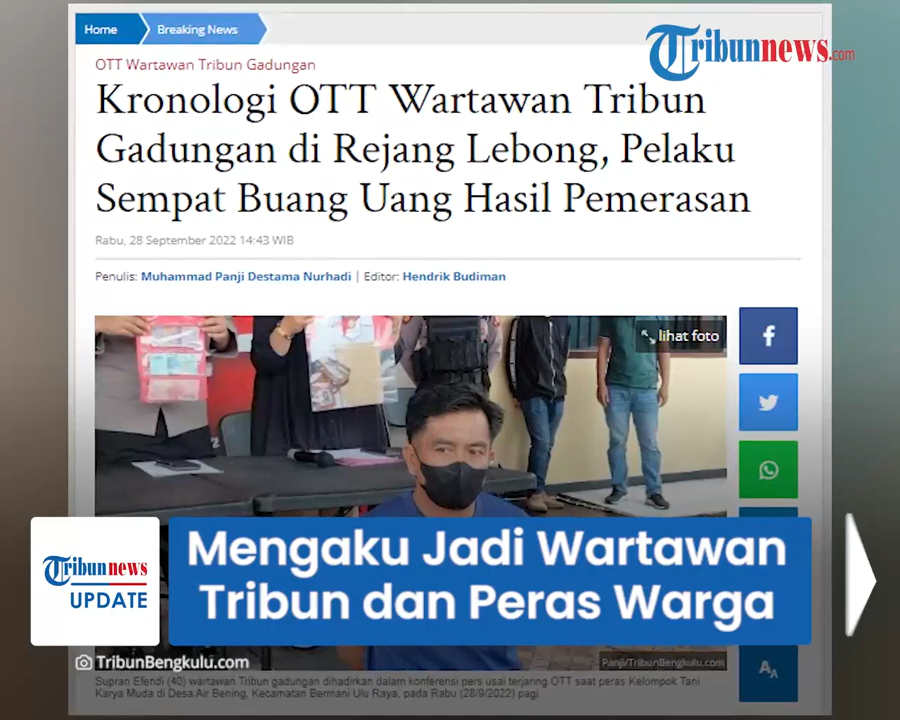 Home
Breaking News
Tribunnews.com
OTT Wartawan Tribun Gadungan
Kronologi OTT Wartawan Tribun
Gadungan di Rejang Lebong, Pelaku
Sempat Buang Uang Hasil Pemerasan
Rabu, 28 September 2022 14:43 WIB
Penulis: Muhammad Panji Destama Nurhadi | Editor: Hendrik Budiman
lihat foto
Tribunnews
UPDATE
Mengaku Jadi Wartawan
Tribun dan Peras Warga
TribunBengkulu.com
Panji/TribunBengkulu.com
AA
Supran Efendi (40) wartawan Tribun gadungan dihadirkan dalam konferensi pers usai terjaring OTT saat peras Kelompok Tani
Karya Muda di Desa Air Bening, Kecamatan Bermani Ulu Raya, pada Rabu (28/9/2022) pagi.